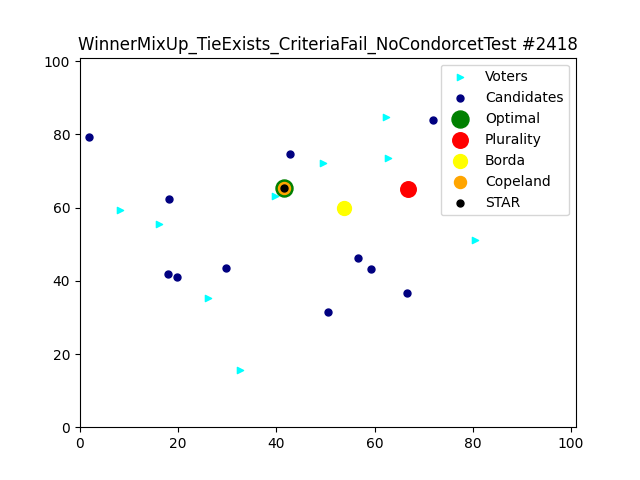 WinnerMixUp_TieExists_CriteriaFail_NoCondorcetTest #2418
100
80
60
40
20
0
0 20 40 60 80 100
Voters
Candidates
Optimal
Plurality
Borda
Copeland
STAR